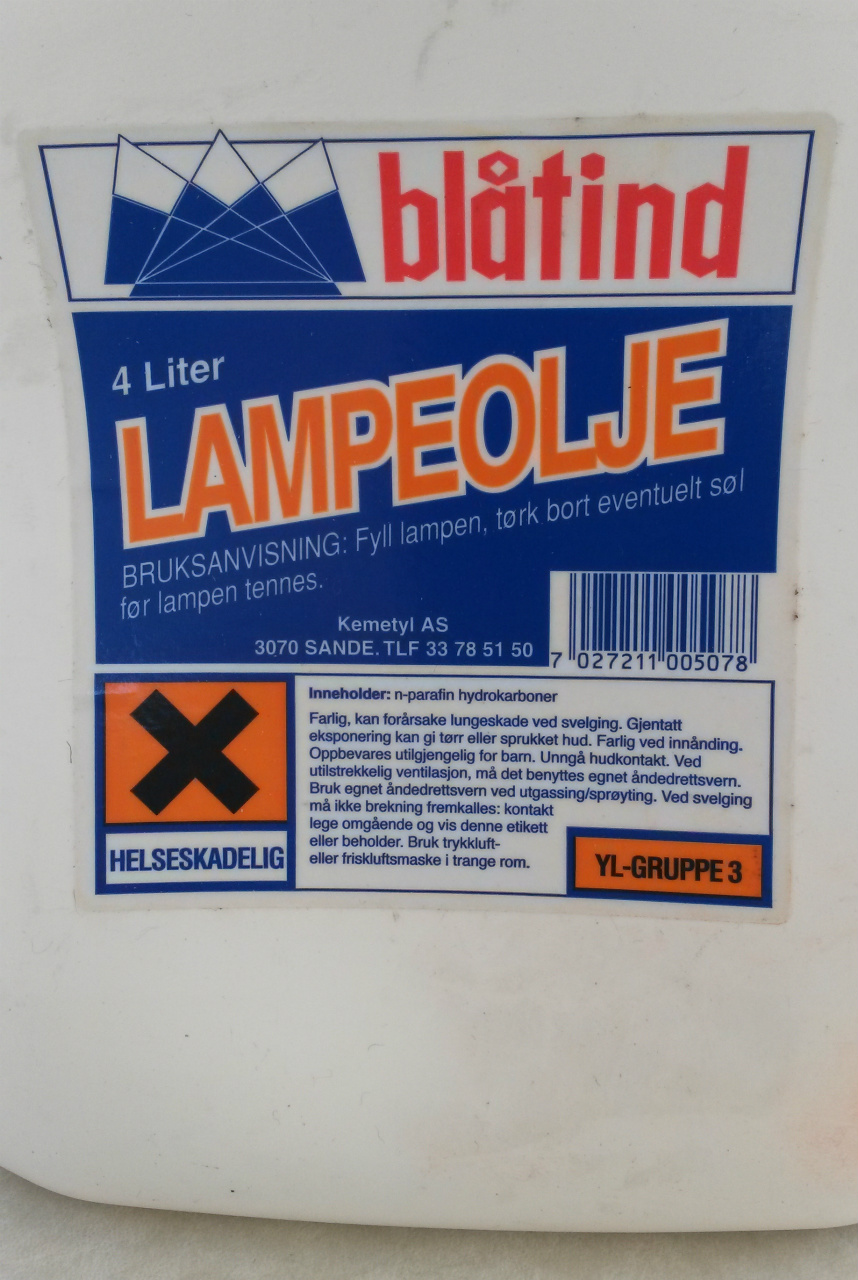 blåtind
4 Liter
LAMPEOLJE
BRUKSANVISNING: Fyll lampen, tørk bort eventuelt søl
før lampen tennes.
Kemetyl AS
3070 SANDE. TLF 33 78 51 50
7 027211 005078
HELSESKADELIG
Inneholder: n-parafin hydrokarboner
Farlig, kan forårsake lungeskade ved svelging. Gjentatt
eksponering kan gi tørr eller sprukket hud. Farlig ved innånding.
Oppbevares utilgjengelig for barn. Unngå hudkontakt. Ved
utilstrekkelig ventilasjon, må det benyttes egnet åndedrettsvern.
Bruk egnet åndedrettsvern ved utgassing/sprøyting. Ved svelging
må ikke brekning fremkalles: kontakt
lege omgående og vis denne etikett
eller beholder. Bruk trykkluft-
eller friskluftsmaske i trange rom.
YL-GRUPPE 3